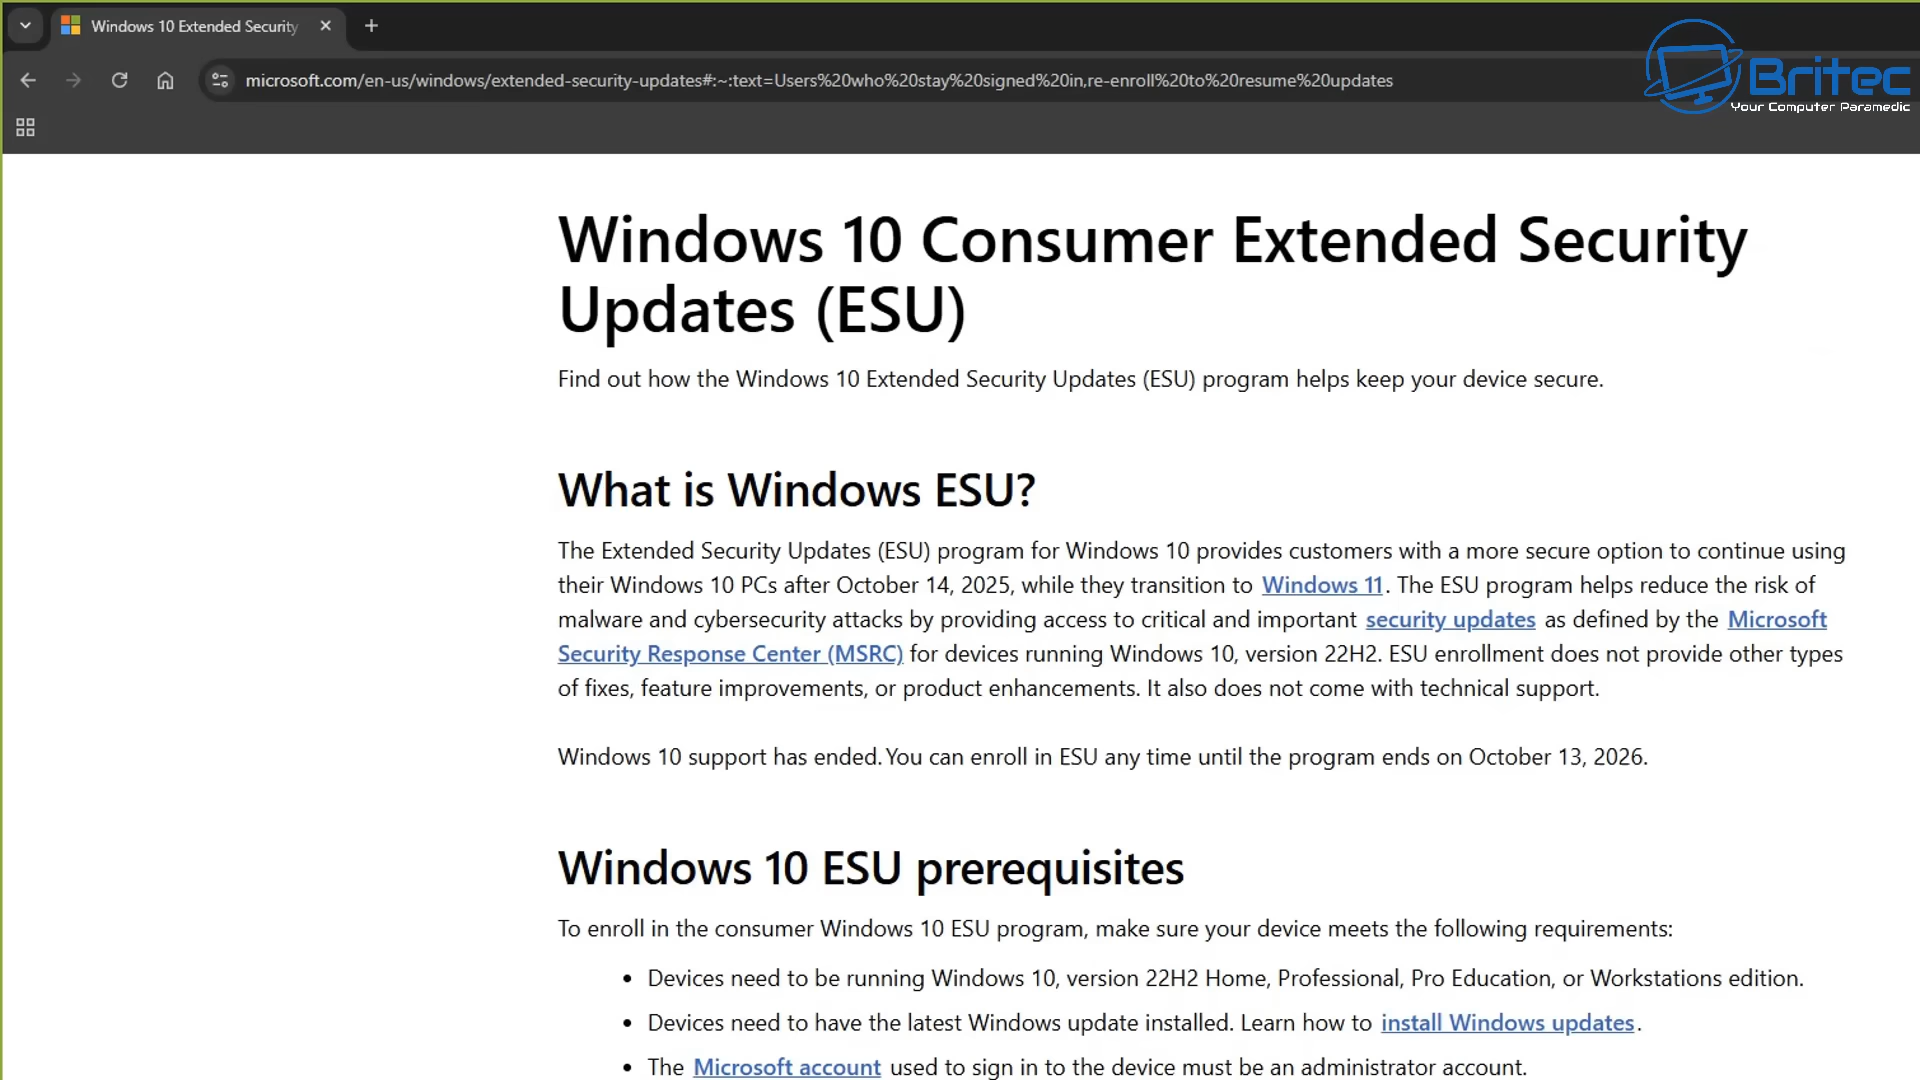 Windows 10 Extended Security
microsoft.com/en-us/windows/extended-security-updates#:~:text=Users%20who%20stay%20signed%20in,re-enroll%20to%20resume%20updates
Britec
Your Computer Paramedic
Windows 10 Consumer Extended Security
Updates (ESU)
Find out how the Windows 10 Extended Security Updates (ESU) program helps keep your device secure.
What is Windows ESU?
The Extended Security Updates (ESU) program for Windows 10 provides customers with a more secure option to continue using
their Windows 10 PCs after October 14, 2025, while they transition to Windows 11. The ESU program helps reduce the risk of
malware and cybersecurity attacks by providing access to critical and important security updates as defined by the Microsoft
Security Response Center (MSRC) for devices running Windows 10, version 22H2. ESU enrollment does not provide other types
of fixes, feature improvements, or product enhancements. It also does not come with technical support.
Windows 10 support has ended. You can enroll in ESU any time until the program ends on October 13, 2026.
Windows 10 ESU prerequisites
To enroll in the consumer Windows 10 ESU program, make sure your device meets the following requirements:
• Devices need to be running Windows 10, version 22H2 Home, Professional, Pro Education, or Workstations edition.
• Devices need to have the latest Windows update installed. Learn how to install Windows updates.
• The Microsoft account used to sign in to the device must be an administrator account.